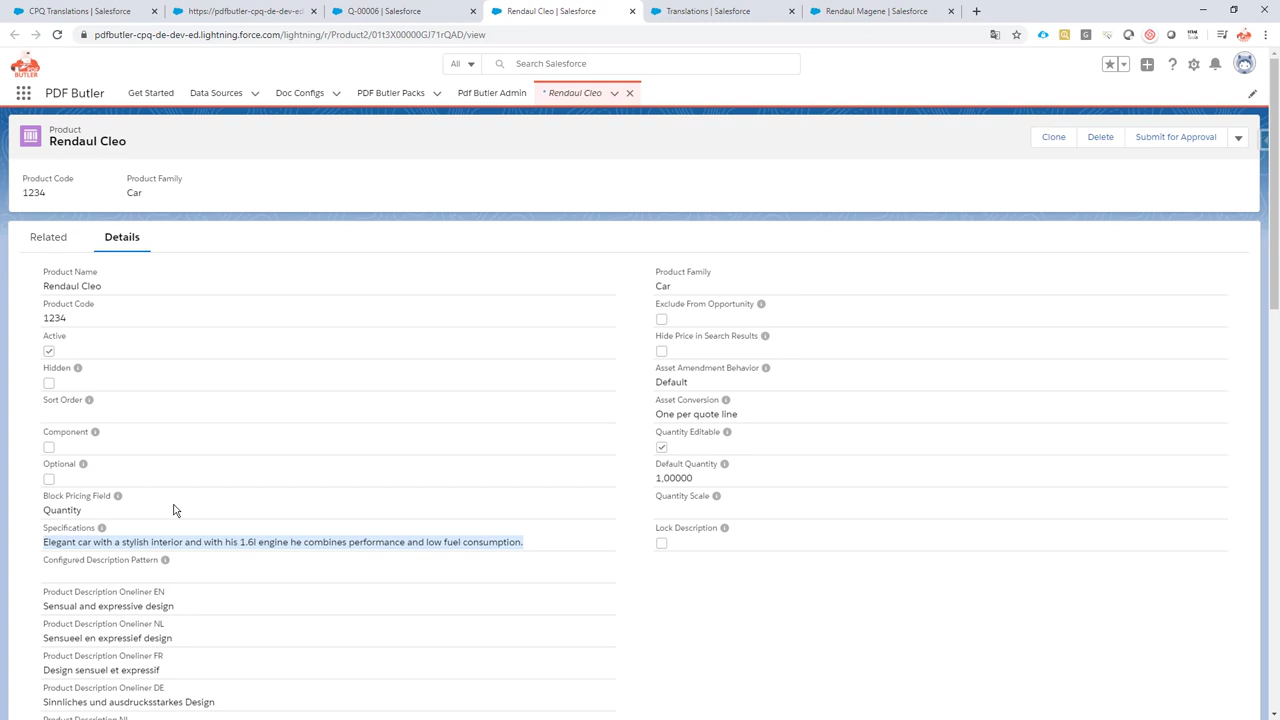 CPQ Translations | Salesforce
https://pdfbutler-cpq-de-dev-ed
Q-00006 | Salesforce
Rendaul Cleo | Salesforce
Translations | Salesforce
Rendaul Magene | Salesforce
pdfbutler-cpq-de-dev-ed.lightning.force.com/lightning/r/Product2/01t3X00000GJ71rQAD/view
PDF
BUTLER
All
Search Salesforce
PDF Butler
Get Started
Data Sources
Doc Configs
PDF Butler Packs
Pdf Butler Admin
* Rendaul Cleo
Product
Rendaul Cleo
Clone
Delete
Submit for Approval
Product Code
Product Family
1234
Car
Related
Details
Product Name
Rendaul Cleo
Product Code
1234
Active
Hidden
Sort Order
Component
Optional
Block Pricing Field
Quantity
Specifications
Elegant car with a stylish interior and with his 1.6l engine he combines performance and low fuel consumption.
Configured Description Pattern
Product Description Oneliner EN
Sensual and expressive design
Product Description Oneliner NL
Sensueel en expressief design
Product Description Oneliner FR
Design sensuel et expressif
Product Description Oneliner DE
Sinnliches und ausdrucksstarkes Design
Product Description NL
Product Family
Car
Exclude From Opportunity
Hide Price in Search Results
Asset Amendment Behavior
Default
Asset Conversion
One per quote line
Quantity Editable
Default Quantity
1,00000
Quantity Scale
Lock Description